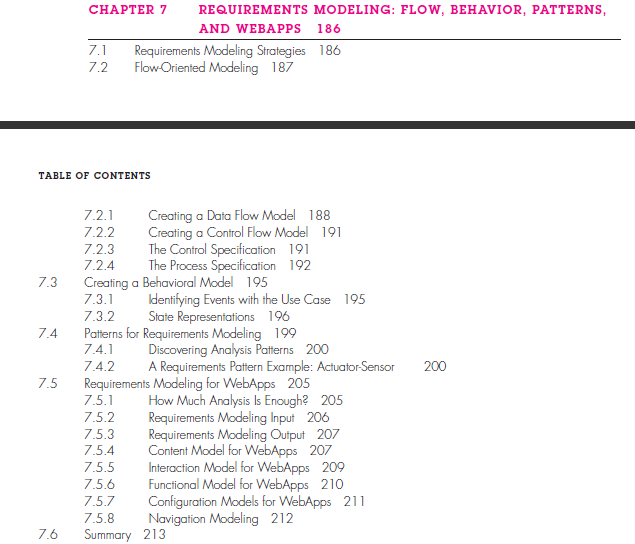 CHAPTER 7 REQUIREMENTS MODELING: FLOW, BEHAVIOR, PATTERNS,
AND WEBAPPS 186
7.1 Requirements Modeling Strategies 186
7.2 Flow-Oriented Modeling 187
TABLE OF CONTENTS
7.2.1 Creating a Data Flow Model 188
7.2.2 Creating a Control Flow Model 191
7.2.3 The Control Specification 191
7.2.4 The Process Specification 192
7.3 Creating a Behavioral Model 195
7.3.1 Identifying Events with the Use Case 195
7.3.2 State Representations 196
7.4 Patterns for Requirements Modeling 199
7.4.1 Discovering Analysis Patterns 200
7.4.2 A Requirements Pattern Example: Actuator-Sensor 200
7.5 Requirements Modeling for WebApps 205
7.5.1 How Much Analysis Is Enough? 205
7.5.2 Requirements Modeling Input 206
7.5.3 Requirements Modeling Output 207
7.5.4 Content Model for WebApps 207
7.5.5 Interaction Model for WebApps 209
7.5.6 Functional Model for WebApps 210
7.5.7 Configuration Models for WebApps 211
7.5.8 Navigation Modeling 212
7.6 Summary 213